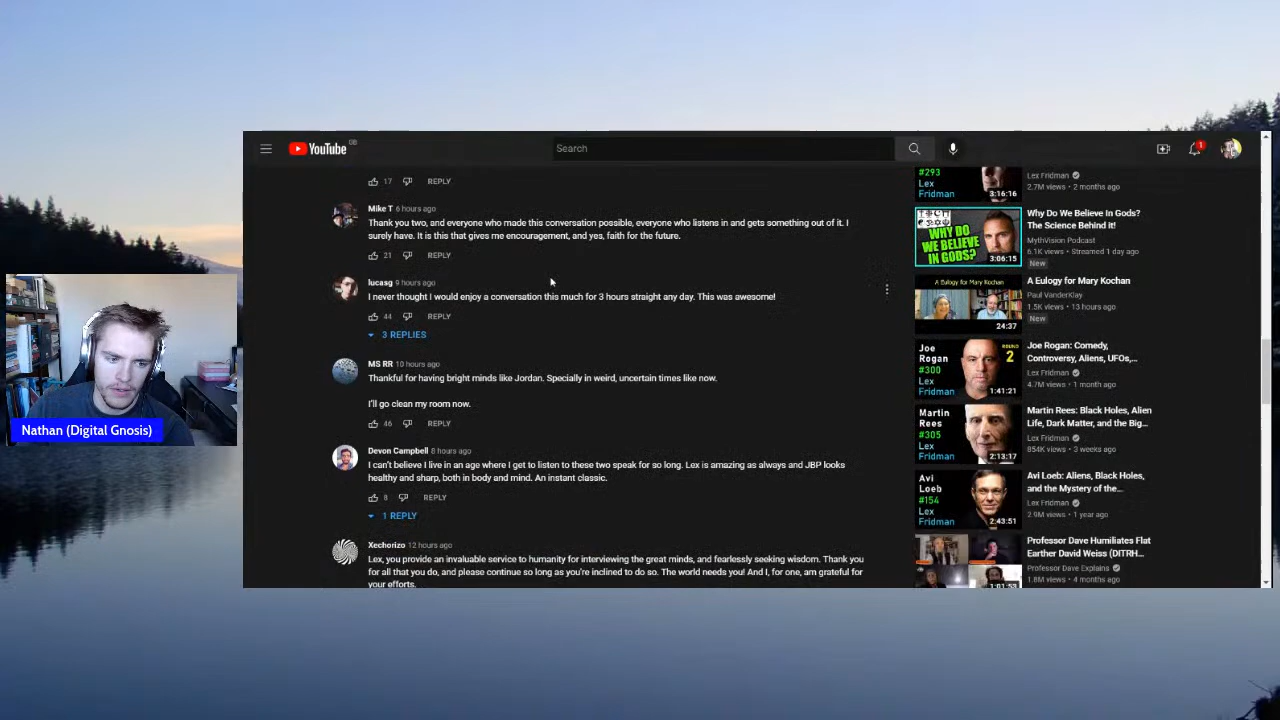 YouTube
GB
Search
1
17
REPLY
Mike T 6 hours ago
Thank you two, and everyone who made this conversation possible, everyone who listens in and gets something out of it. I
surely have. It is this that gives me encouragement, and yes, faith for the future.
21
REPLY
lucasg 9 hours ago
I never thought I would enjoy a conversation this much for 3 hours straight any day. This was awesome!
44
REPLY
3 REPLIES
MS RR 10 hours ago
Thankful for having bright minds like Jordan. Specially in weird, uncertain times like now.
I'll go clean my room now.
46
REPLY
Devon Campbell 8 hours ago
I can't believe I live in an age where I get to listen to these two speak for so long. Lex is amazing as always and JBP looks
healthy and sharp, both in body and mind. An instant classic.
8
REPLY
1 REPLY
Xechorizo 12 hours ago
Lex, you provide an invaluable service to humanity for interviewing the great minds, and fearlessly seeking wisdom. Thank you
for all that you do, and please continue so long as you're inclined to do so. The world needs you! And I, for one, am grateful for
your efforts.
#293
Lex
Fridman
3:16:16
Lex Fridman
2.7M views • 2 months ago
WHY DO
WE BELIEVE
IN GODS?
3:06:15
Why Do We Believe In Gods?
The Science Behind It!
MythVision Podcast
6.1K views • Streamed 1 day ago
New
A Eulogy for Mary Kochan
24:37
A Eulogy for Mary Kochan
Paul VanderKlay
1.5K views • 13 hours ago
New
Joe
Rogan
#300
Lex
Fridman
ROUND
2
1:41:21
Joe Rogan: Comedy,
Controversy, Aliens, UFOs,...
Lex Fridman
4.7M views • 1 month ago
Martin
Rees
#305
Lex
Fridman
2:13:17
Martin Rees: Black Holes, Alien
Life, Dark Matter, and the Big...
Lex Fridman
854K views • 3 weeks ago
Avi
Loeb
#154
Lex
Fridman
2:43:51
Avi Loeb: Aliens, Black Holes,
and the Mystery of the...
Lex Fridman
2.9M views • 1 year ago
1:01:53
Professor Dave Humiliates Flat
Earther David Weiss (DITRH...
Professor Dave Explains
1.8M views • 4 months ago
Nathan (Digital Gnosis)